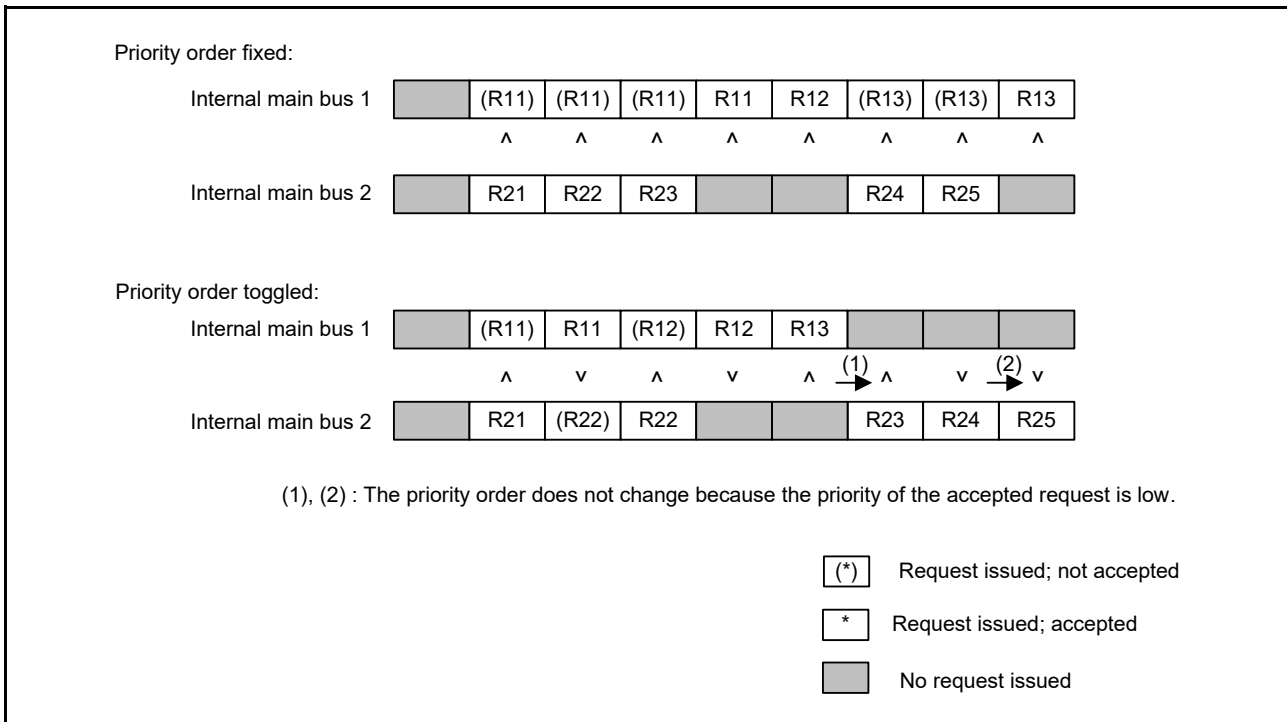 Priority order fixed:
Internal main bus 1 (R11) (R11) (R11) R11 R12 (R13) (R13) R13
^ ^ ^ ^ ^ ^ ^ ^
Internal main bus 2 R21 R22 R23 R24 R25
Priority order toggled:
Internal main bus 1 (R11) R11 (R12) R12 R13
^ v ^ v ^ (1) ^ v (2) v
Internal main bus 2 R21 (R22) R22 R23 R24 R25
(1), (2) : The priority order does not change because the priority of the accepted request is low.
(*) Request issued; not accepted
* Request issued; accepted
No request issued